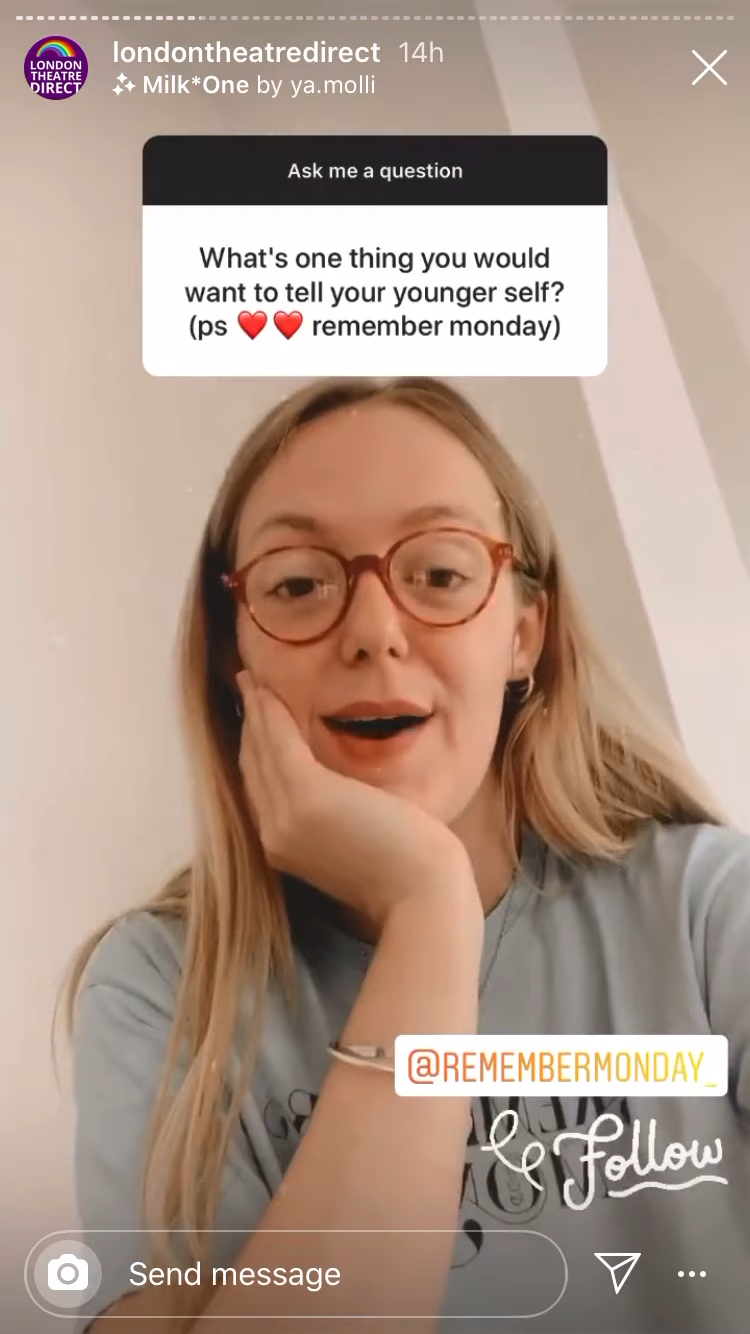 londontheatredirect 14h
LONDON
THEATRE
DIRECT
Milk*One by ya.molli
Ask me a question
What's one thing you would
want to tell your younger self?
(ps ❤️❤️ remember monday)
@REMEMBERMONDAY_
Follow
Send message